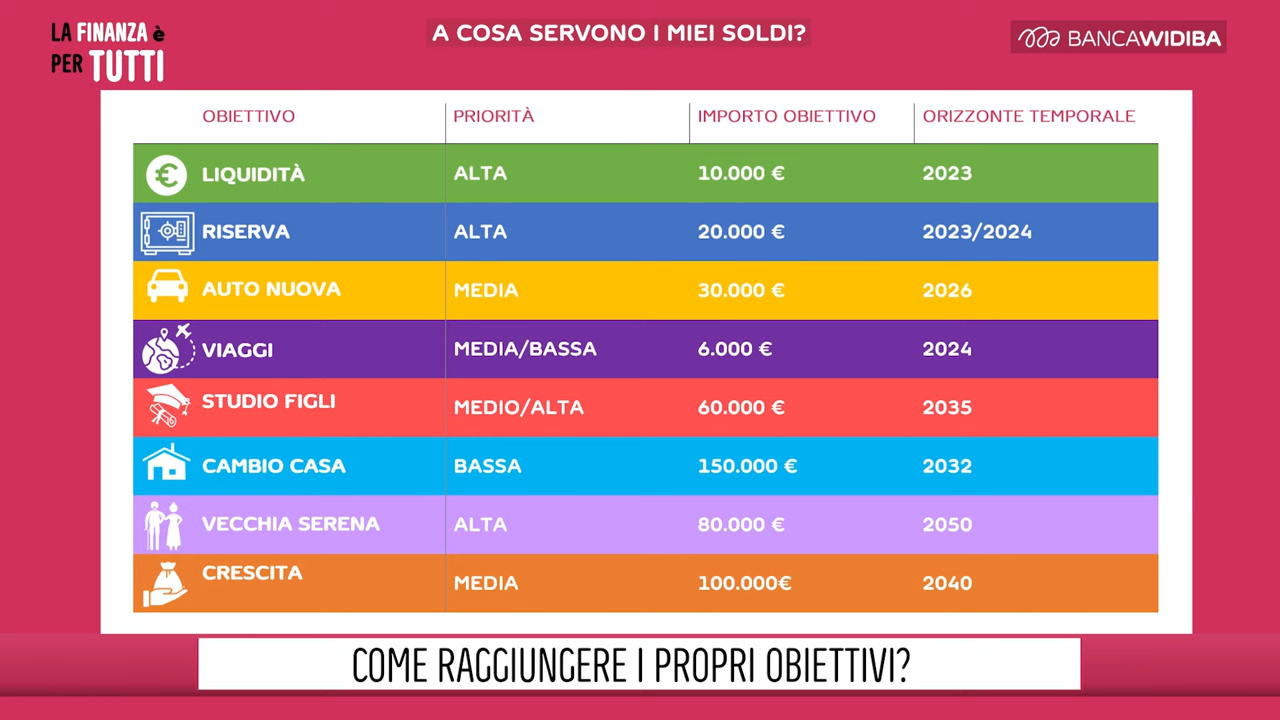 LA FINANZA è
PER TUTTI
A COSA SERVONO I MIEI SOLDI?
BANCAWIDIBA
OBIETTIVO PRIORITÀ IMPORTO OBIETTIVO ORIZZONTE TEMPORALE
€ LIQUIDITÀ ALTA 10.000 € 2023
RISERVA ALTA 20.000 € 2023/2024
AUTO NUOVA MEDIA 30.000 € 2026
VIAGGI MEDIA/BASSA 6.000 € 2024
STUDIO FIGLI MEDIO/ALTA 60.000 € 2035
CAMBIO CASA BASSA 150.000 € 2032
VECCHIA SERENA ALTA 80.000 € 2050
CRESCITA MEDIA 100.000€ 2040
COME RAGGIUNGERE I PROPRI OBIETTIVI?